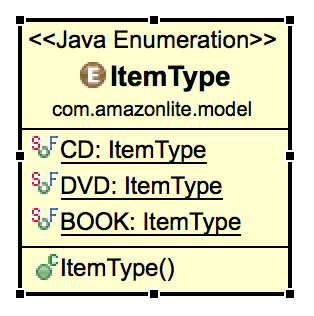 <<Java Enumeration>>
E ItemType
com.amazonlite.model
S F CD: ItemType
S F DVD: ItemType
S F BOOK: ItemType
C ItemType()